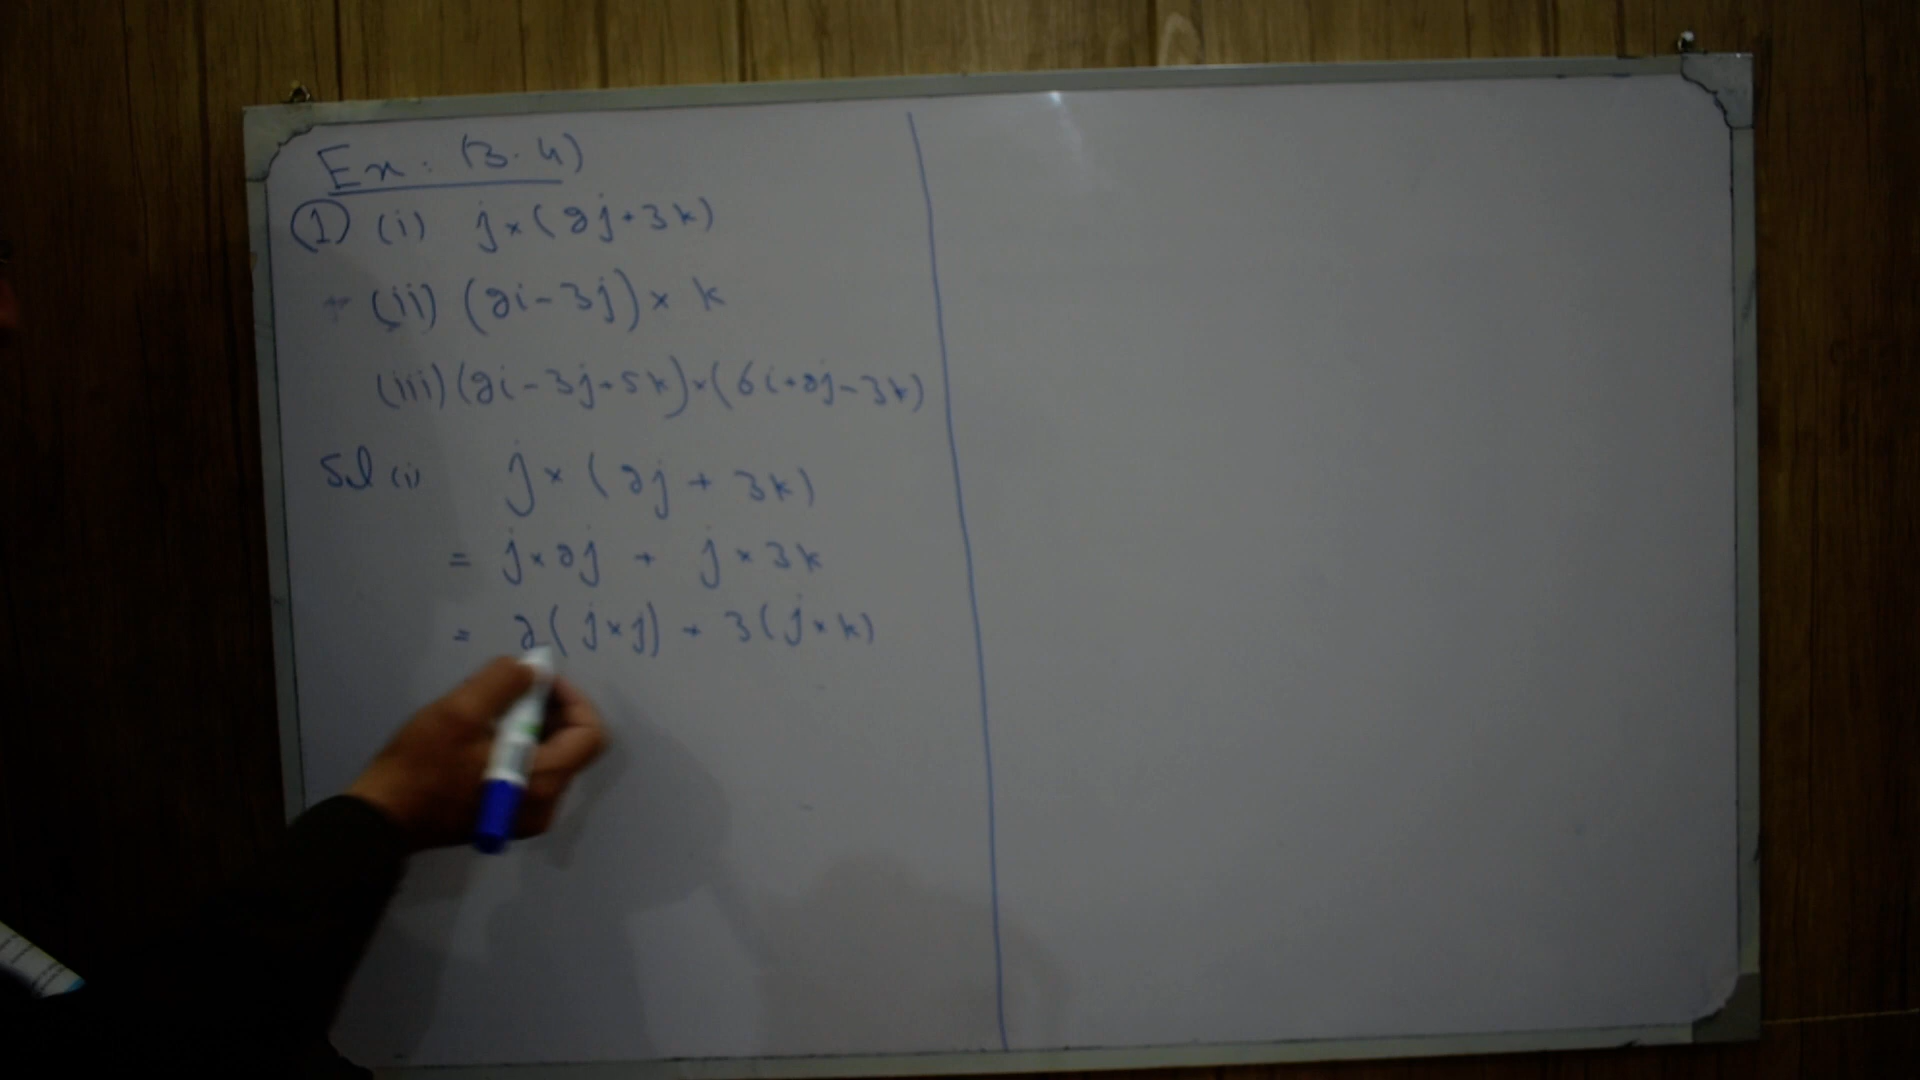 Ex: (3.4)
① (i) j×(2j+3k)
(ii) (2i-3j)× k
(iii) (2i-3j+5k)×(6i+2j-3k)
Sol (i) j×(2j + 3k)
= j×2j + j×3k
= 2(j×j) + 3(j×k)